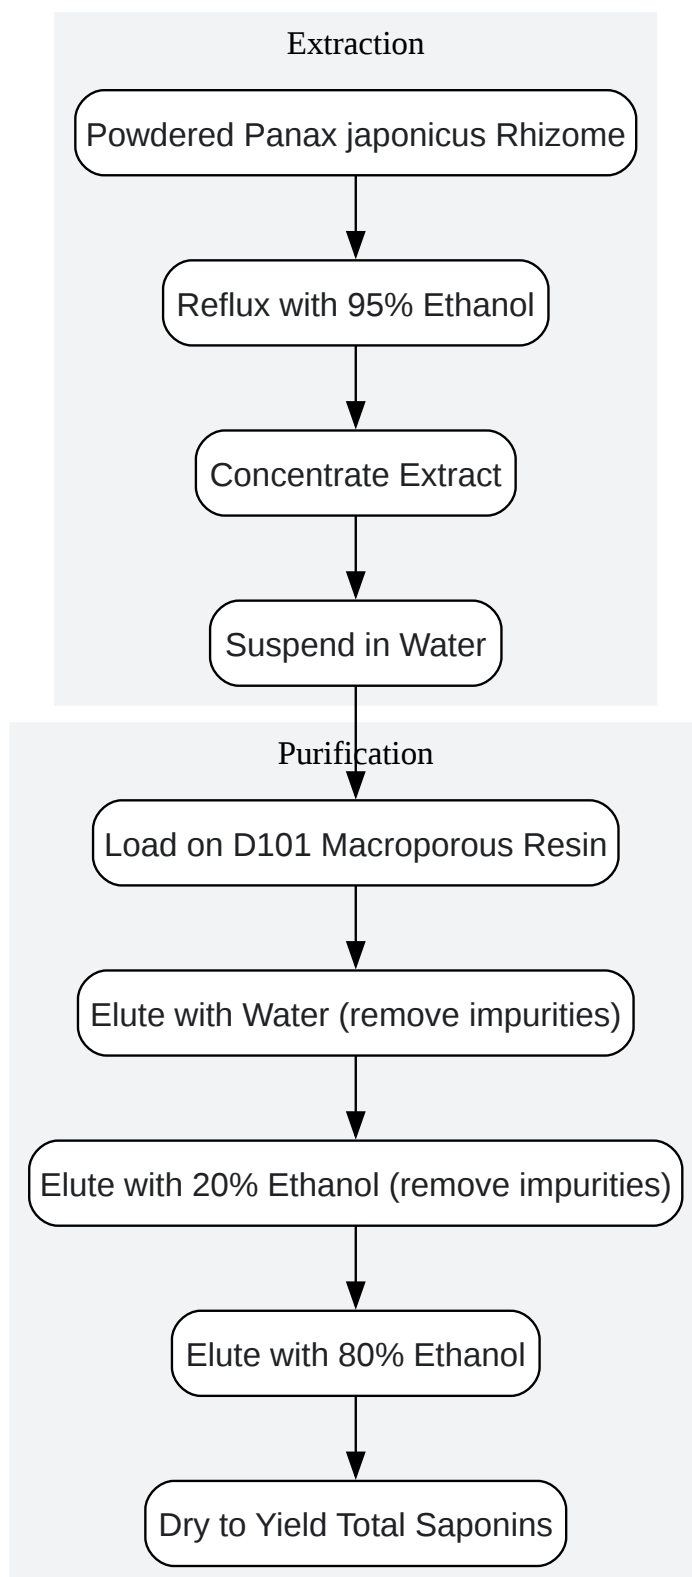 Extraction
Powdered Panax japonicus Rhizome
Reflux with 95% Ethanol
Concentrate Extract
Suspend in Water
Purification
Load on D101 Macroporous Resin
Elute with Water (remove impurities)
Elute with 20% Ethanol (remove impurities)
Elute with 80% Ethanol
Dry to Yield Total Saponins